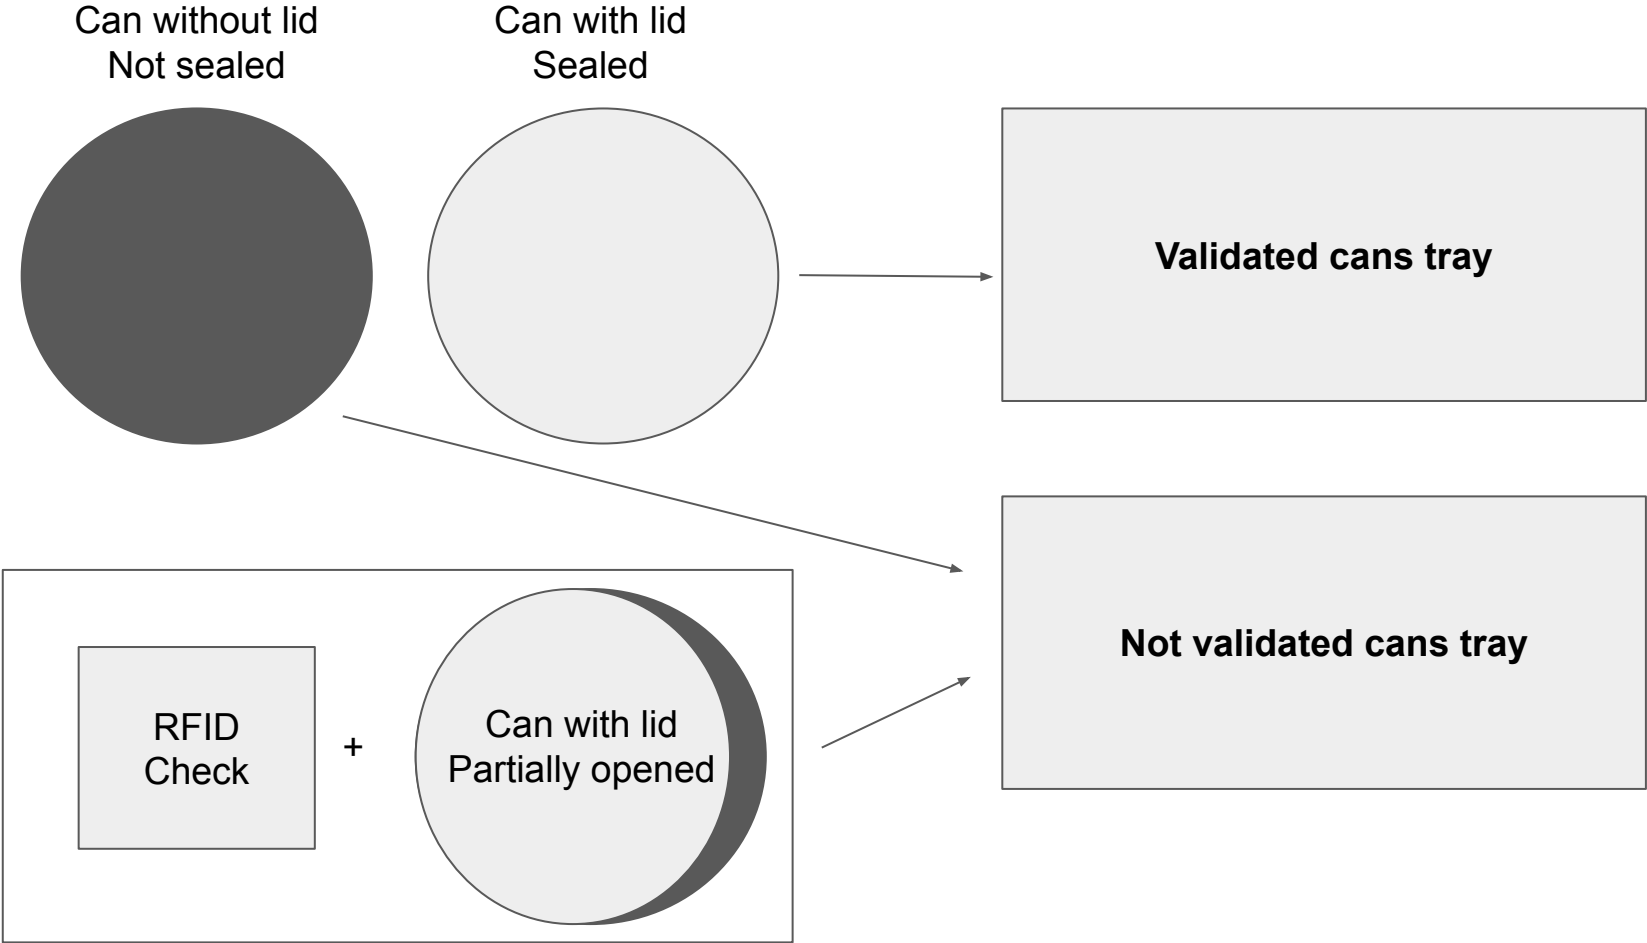 Can without lid
Not sealed
Can with lid
Sealed
Validated cans tray
Not validated cans tray
RFID
Check
+
Can with lid
Partially opened